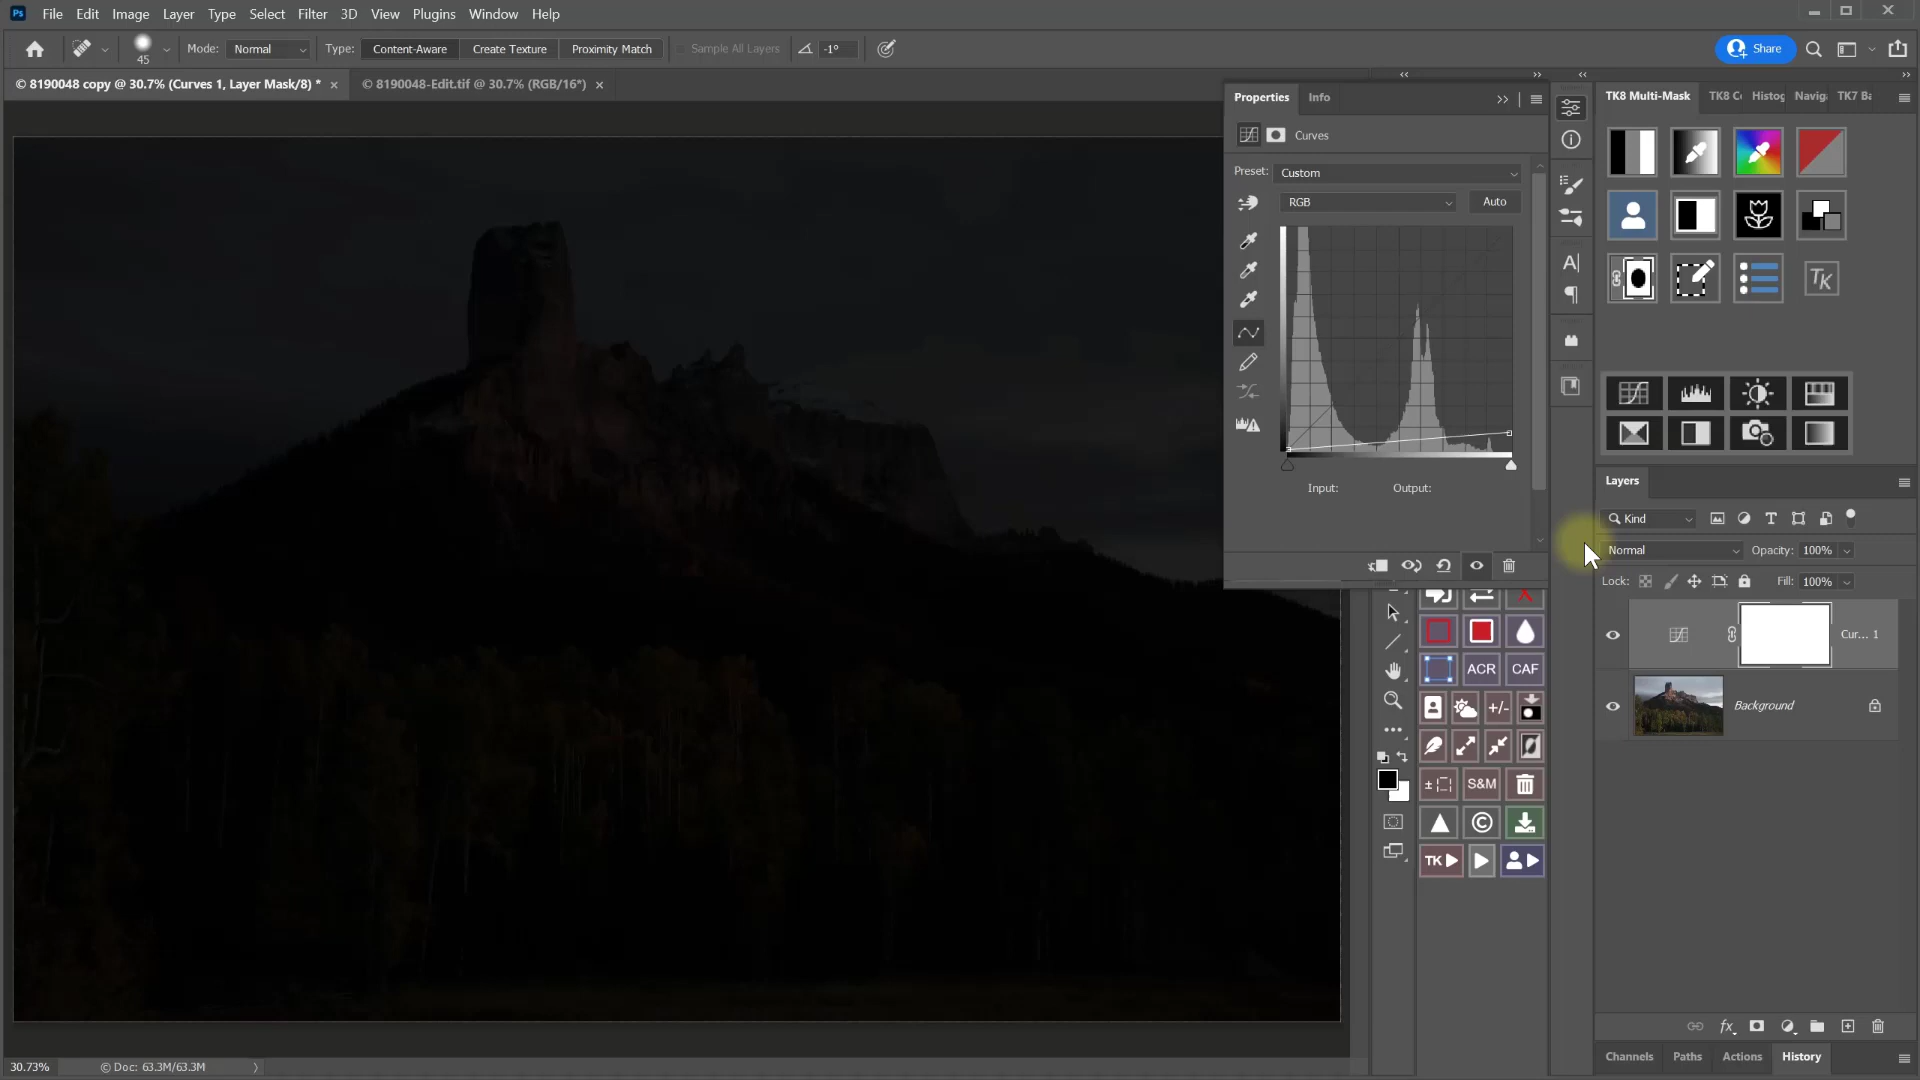 Ps File Edit Image Layer Type Select Filter 3D View Plugins Window Help
45 Mode: Normal Type: Content-Aware Create Texture Proximity Match Sample All Layers -1° Share
© 8190048 copy @ 30.7% (Curves 1, Layer Mask/8) * × © 8190048-Edit.tif @ 30.7% (RGB/16*) ×
Properties Info
Curves
Preset: Custom
RGB Auto
Input: Output:
TK8 Multi-Mask TK8 Histog Naviga TK7 Ba
TK
Layers
Kind
Normal Opacity: 100%
Lock: Fill: 100%
Cur... 1
Background
ACR CAF
+/-
S&M
©
TK
Channels Paths Actions History
30.73% © Doc: 63.3M/63.3M